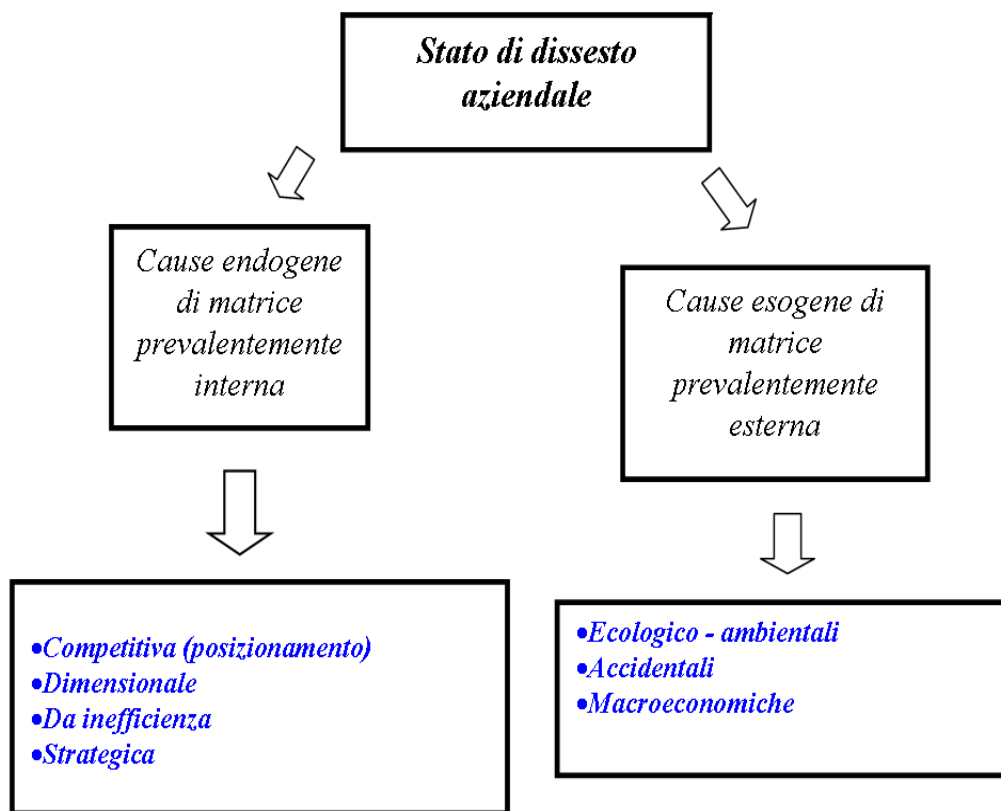 Stato di dissesto
aziendale
Cause endogene
di matrice
prevalentemente
interna
Cause esogene di
matrice
prevalentemente
esterna
•Competitiva (posizionamento)
•Dimensionale
•Da inefficienza
•Strategica
•Ecologico - ambientali
•Accidentali
•Macroeconomiche